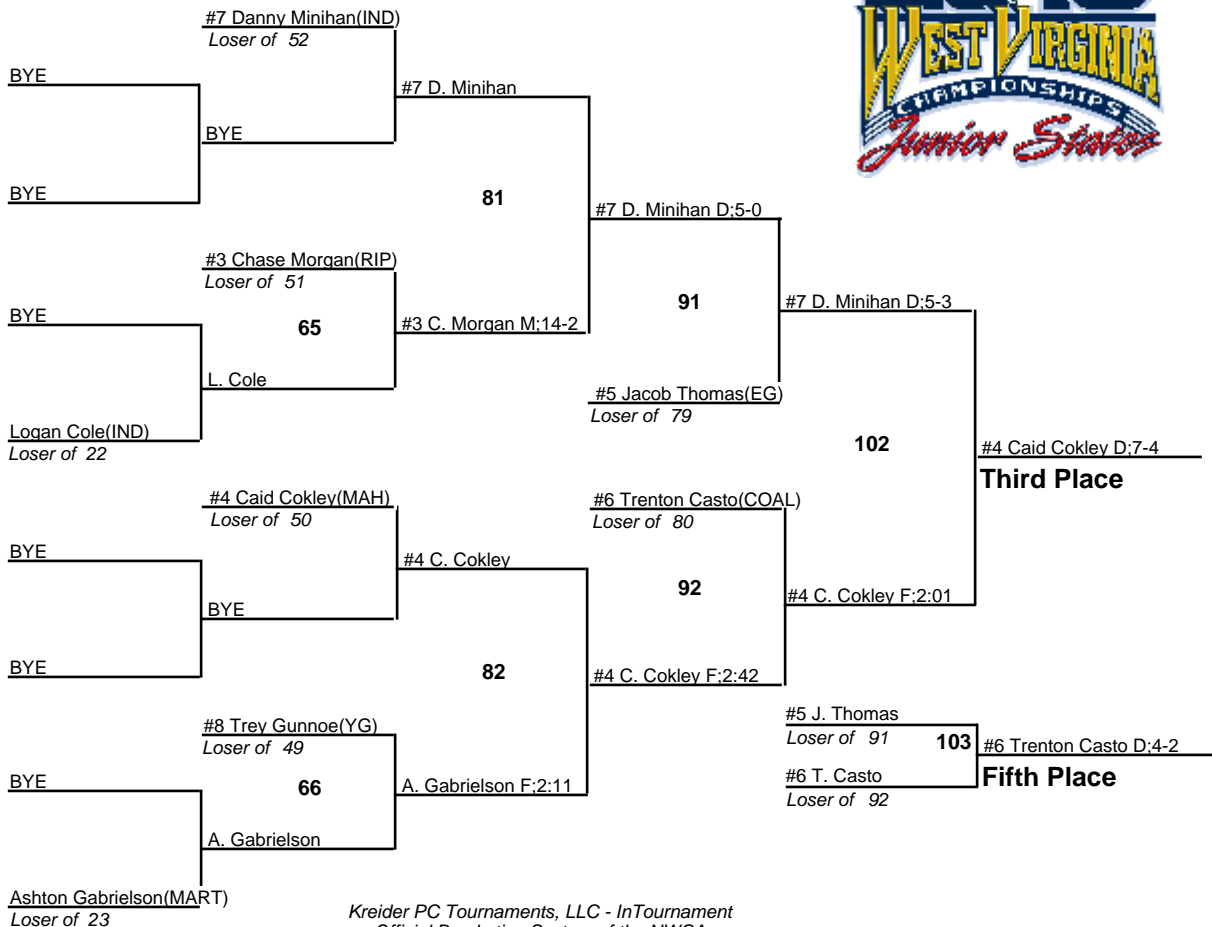 #7 Danny Minihan(IND)
Loser of 52
BYE
#7 D. Minihan
BYE
BYE
81
#7 D. Minihan D;5-0
#3 Chase Morgan(RIP)
Loser of 51
BYE
65
#3 C. Morgan M;14-2
91
#7 D. Minihan D;5-3
L. Cole
#5 Jacob Thomas(EG)
Loser of 79
Logan Cole(IND)
Loser of 22
102
#4 Caid Cokley D;7-4
Third Place
#4 Caid Cokley(MAH)
Loser of 50
#6 Trenton Casto(COAL)
Loser of 80
BYE
#4 C. Cokley
92
#4 C. Cokley F;2:01
BYE
BYE
82
#4 C. Cokley F;2:42
#8 Trey Gunnoe(YG)
Loser of 49
#5 J. Thomas
Loser of 91
103
#6 Trenton Casto D;4-2
Fifth Place
BYE
66
A. Gabrielson F;2:11
#6 T. Casto
Loser of 92
A. Gabrielson
Ashton Gabrielson(MART)
Loser of 23
WEST VIRGINIA
CHAMPIONSHIPS
Junior States
Kreider PC Tournaments, LLC - InTournament